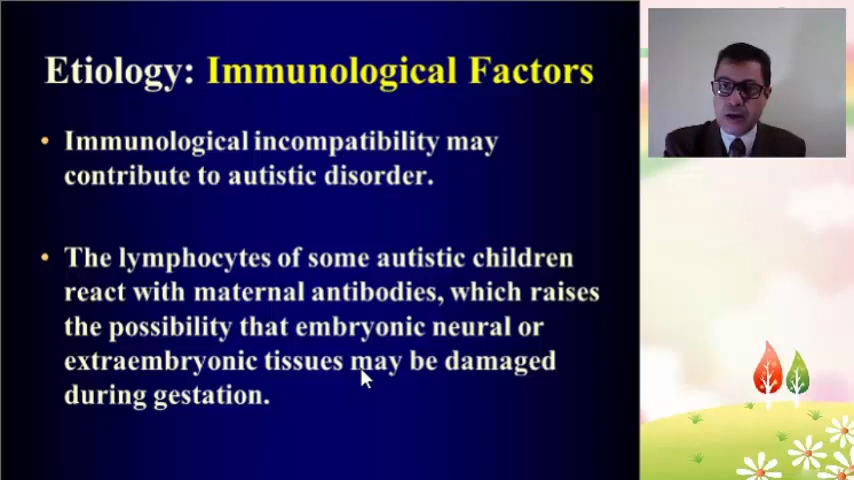 Etiology: Immunological Factors
• Immunological incompatibility may
contribute to autistic disorder.
• The lymphocytes of some autistic children
react with maternal antibodies, which raises
the possibility that embryonic neural or
extraembryonic tissues may be damaged
during gestation.